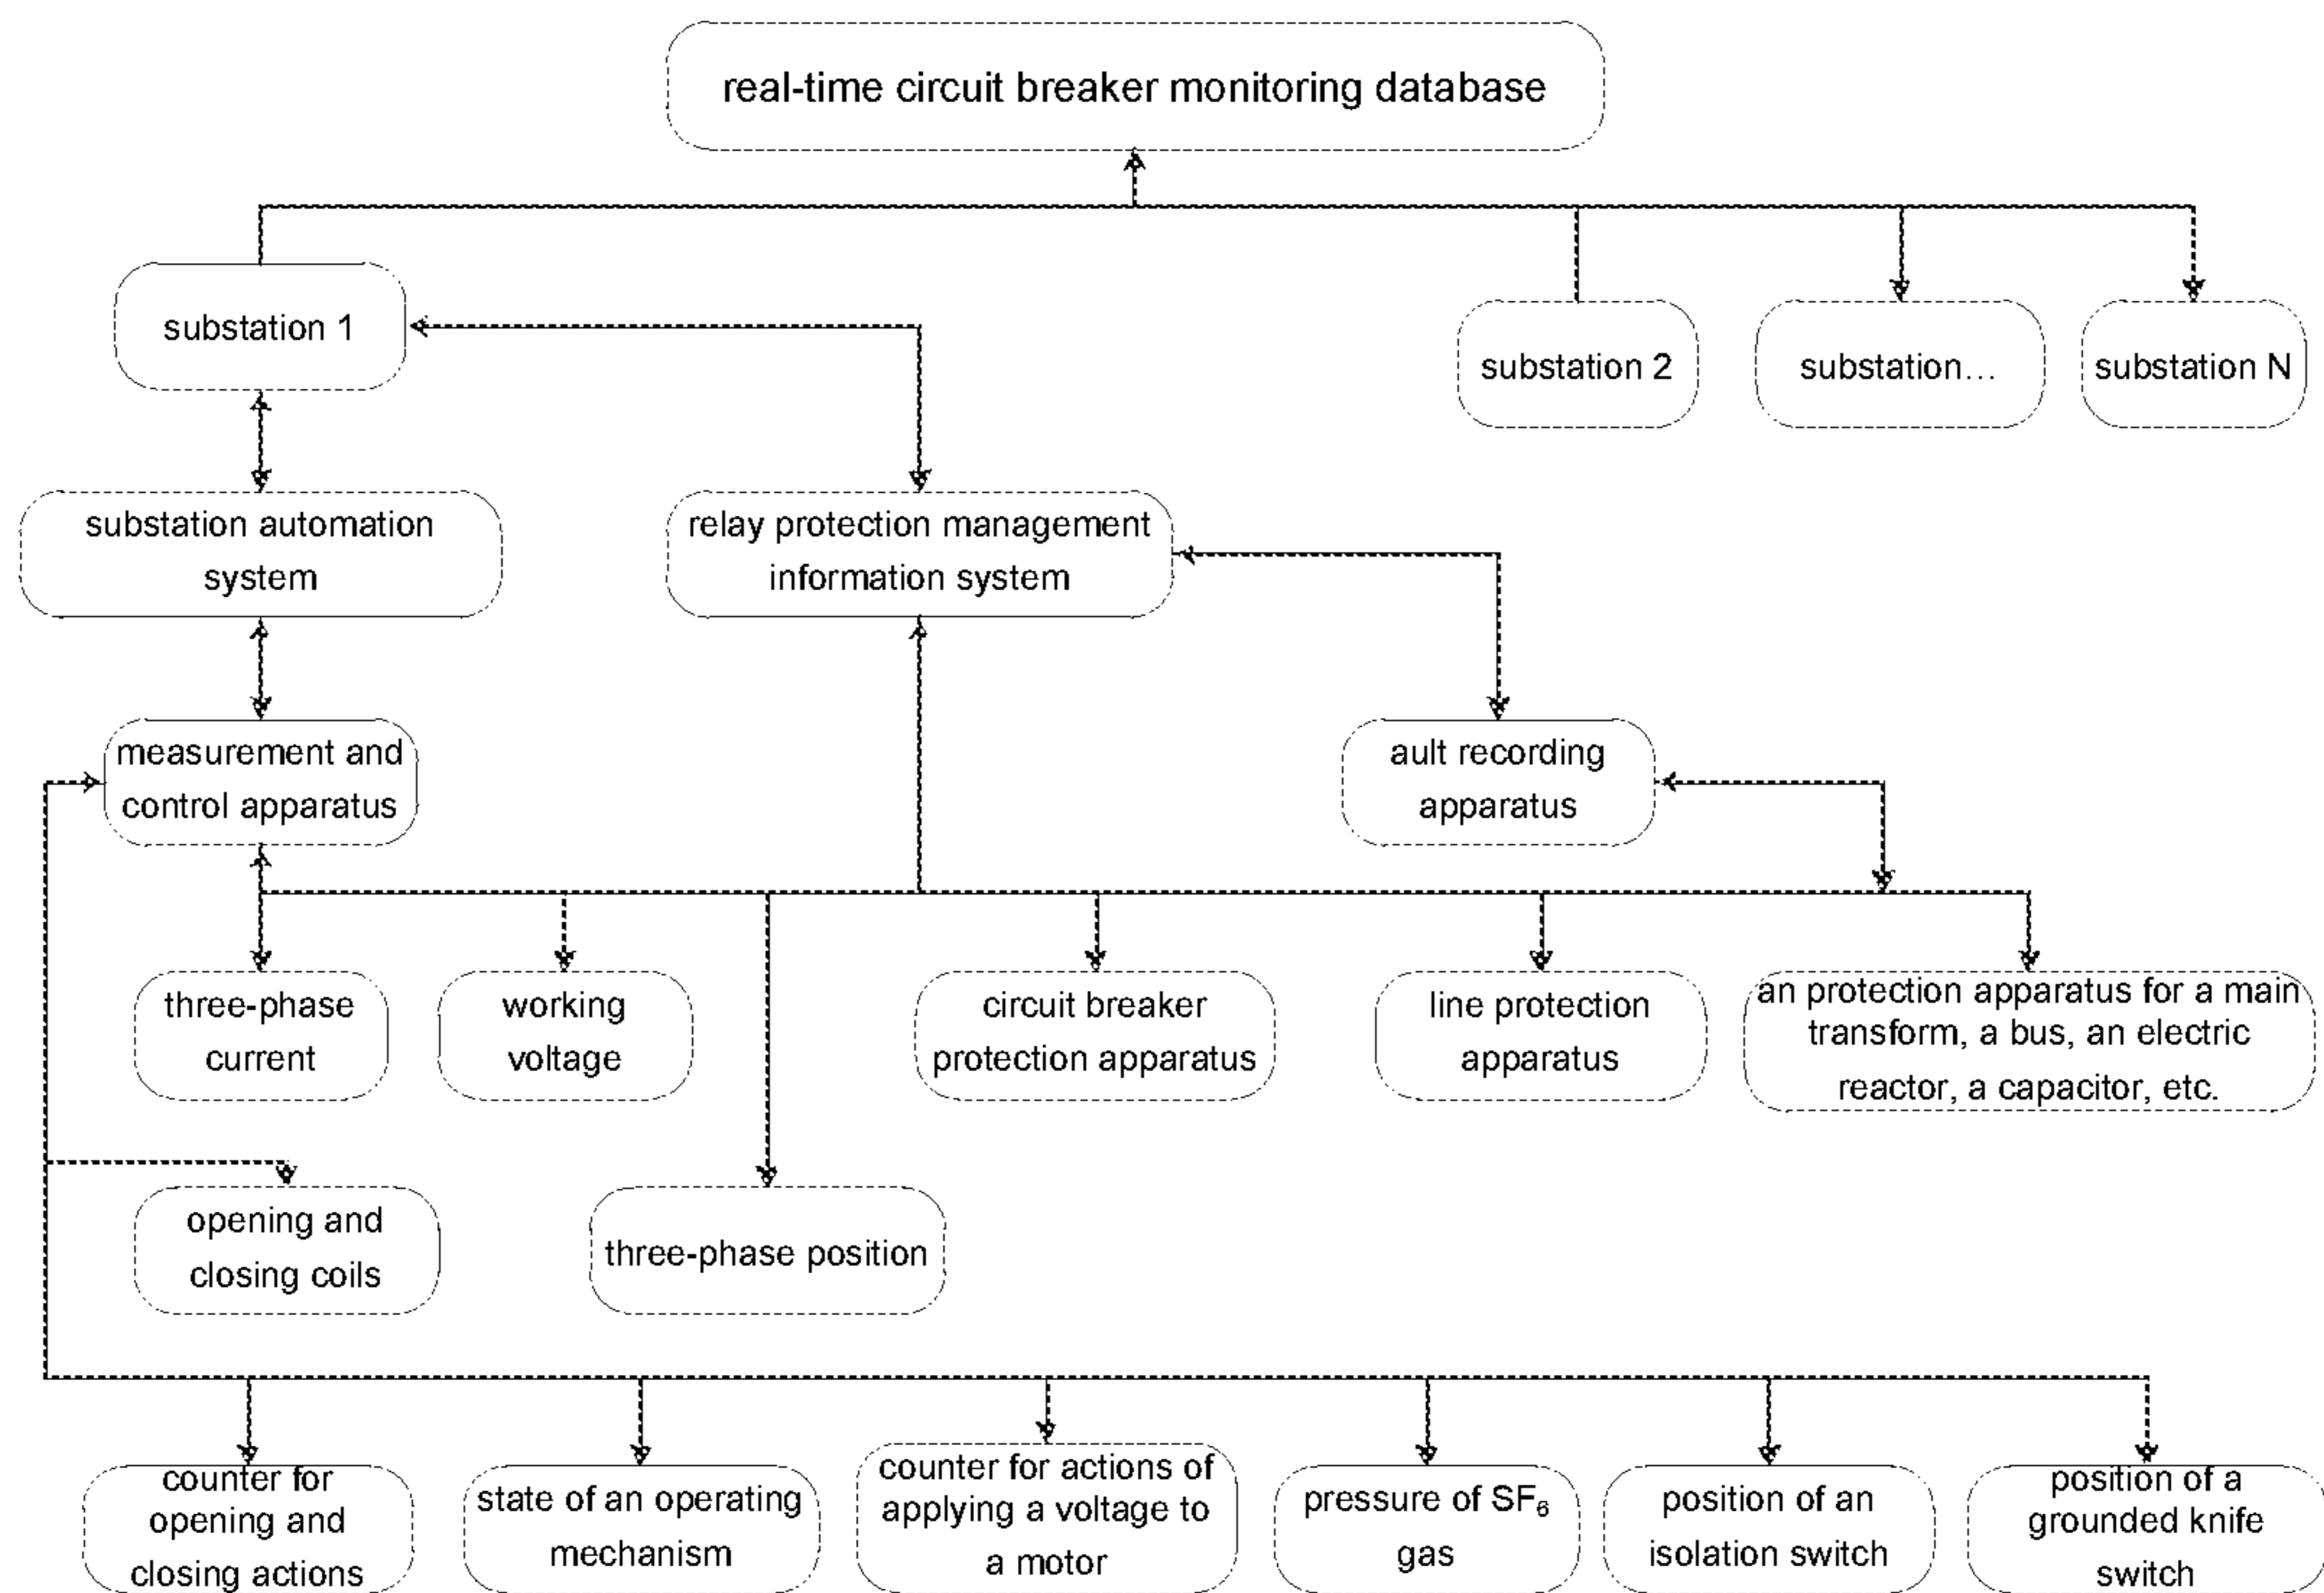 real-time circuit breaker monitoring database
substation 1
substation 2
substation...
substation N
substation automation
system
relay protection management
information system
measurement and
control apparatus
ault recording
apparatus
three-phase
current
working
voltage
circuit breaker
protection apparatus
line protection
apparatus
an protection apparatus for a main
transform, a bus, an electric
reactor, a capacitor, etc.
opening and
closing coils
three-phase position
counter for
opening and
closing actions
state of an operating
mechanism
counter for actions of
applying a voltage to
a motor
pressure of SF₆
gas
position of an
isolation switch
position of a
grounded knife
switch